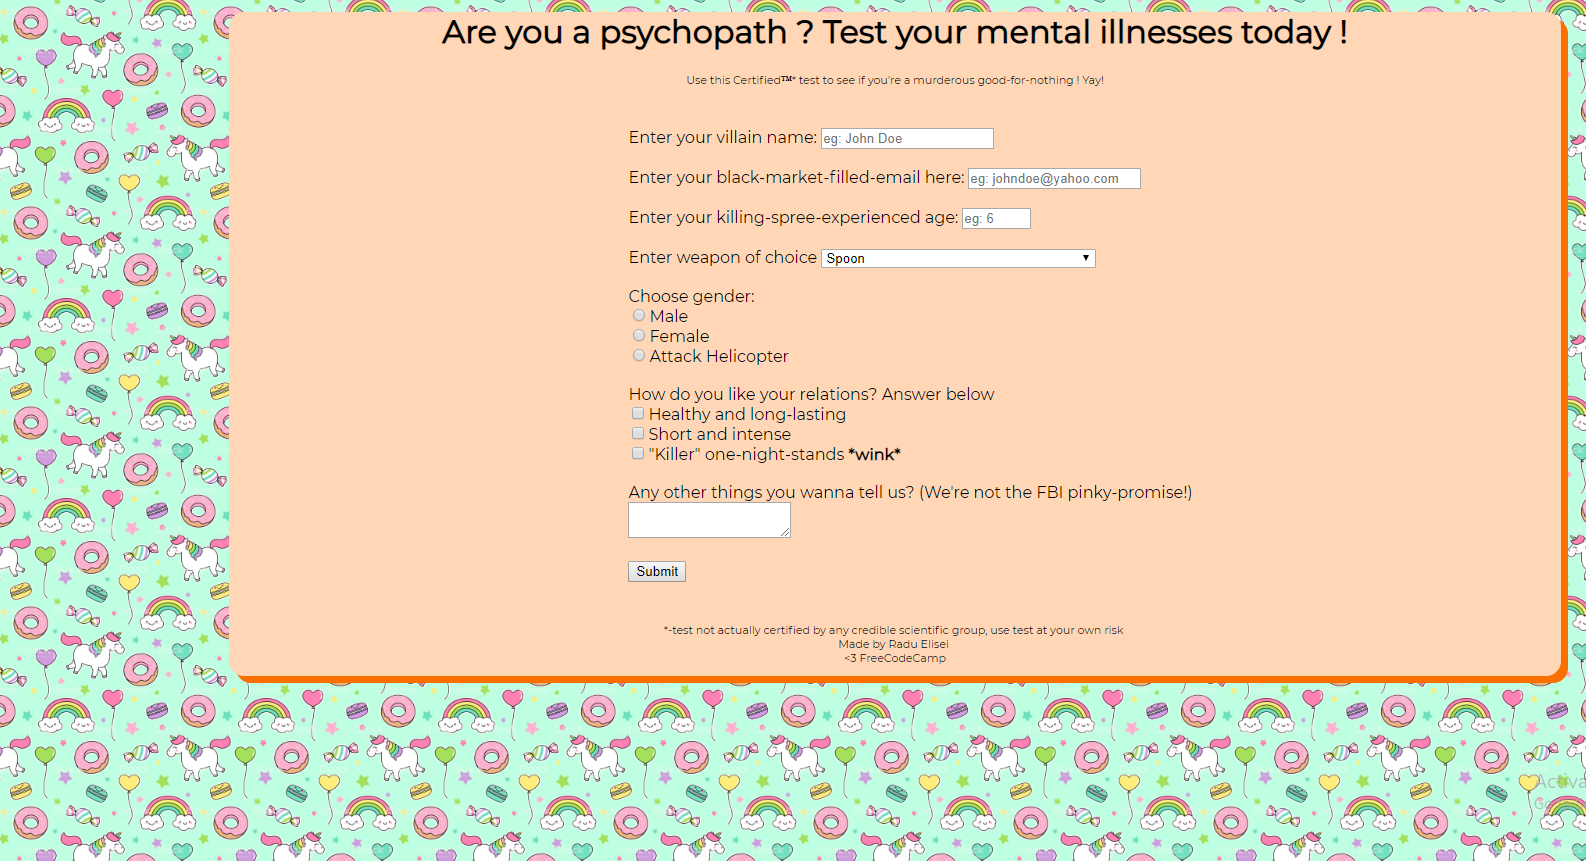 Are you a psychopath ? Test your mental illnesses today !
Use this Certified™* test to see if you're a murderous good-for-nothing ! Yay!
Enter your villain name: eg: John Doe
Enter your black-market-filled-email here: eg: johndoe@yahoo.com
Enter your killing-spree-experienced age: eg: 6
Enter weapon of choice Spoon
Choose gender:
Male
Female
Attack Helicopter
How do you like your relations? Answer below
Healthy and long-lasting
Short and intense
"Killer" one-night-stands *wink*
Any other things you wanna tell us? (We're not the FBI pinky-promise!)
Submit
*-test not actually certified by any credible scientific group, use test at your own risk
Made by Radu Elisei
<3 FreeCodeCamp
Activa